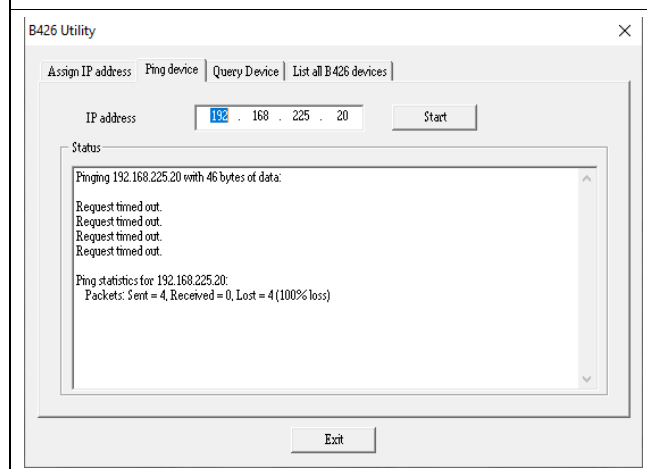 B426 Utility
Assign IP address Ping device Query Device List all B426 devices
IP address 192 . 168 . 225 . 20 Start
Status
Pinging 192.168.225.20 with 46 bytes of data:
Request timed out.
Request timed out.
Request timed out.
Request timed out.
Ping statistics for 192.168.225.20:
Packets: Sent = 4, Received = 0, Lost = 4 (100% loss)
Exit